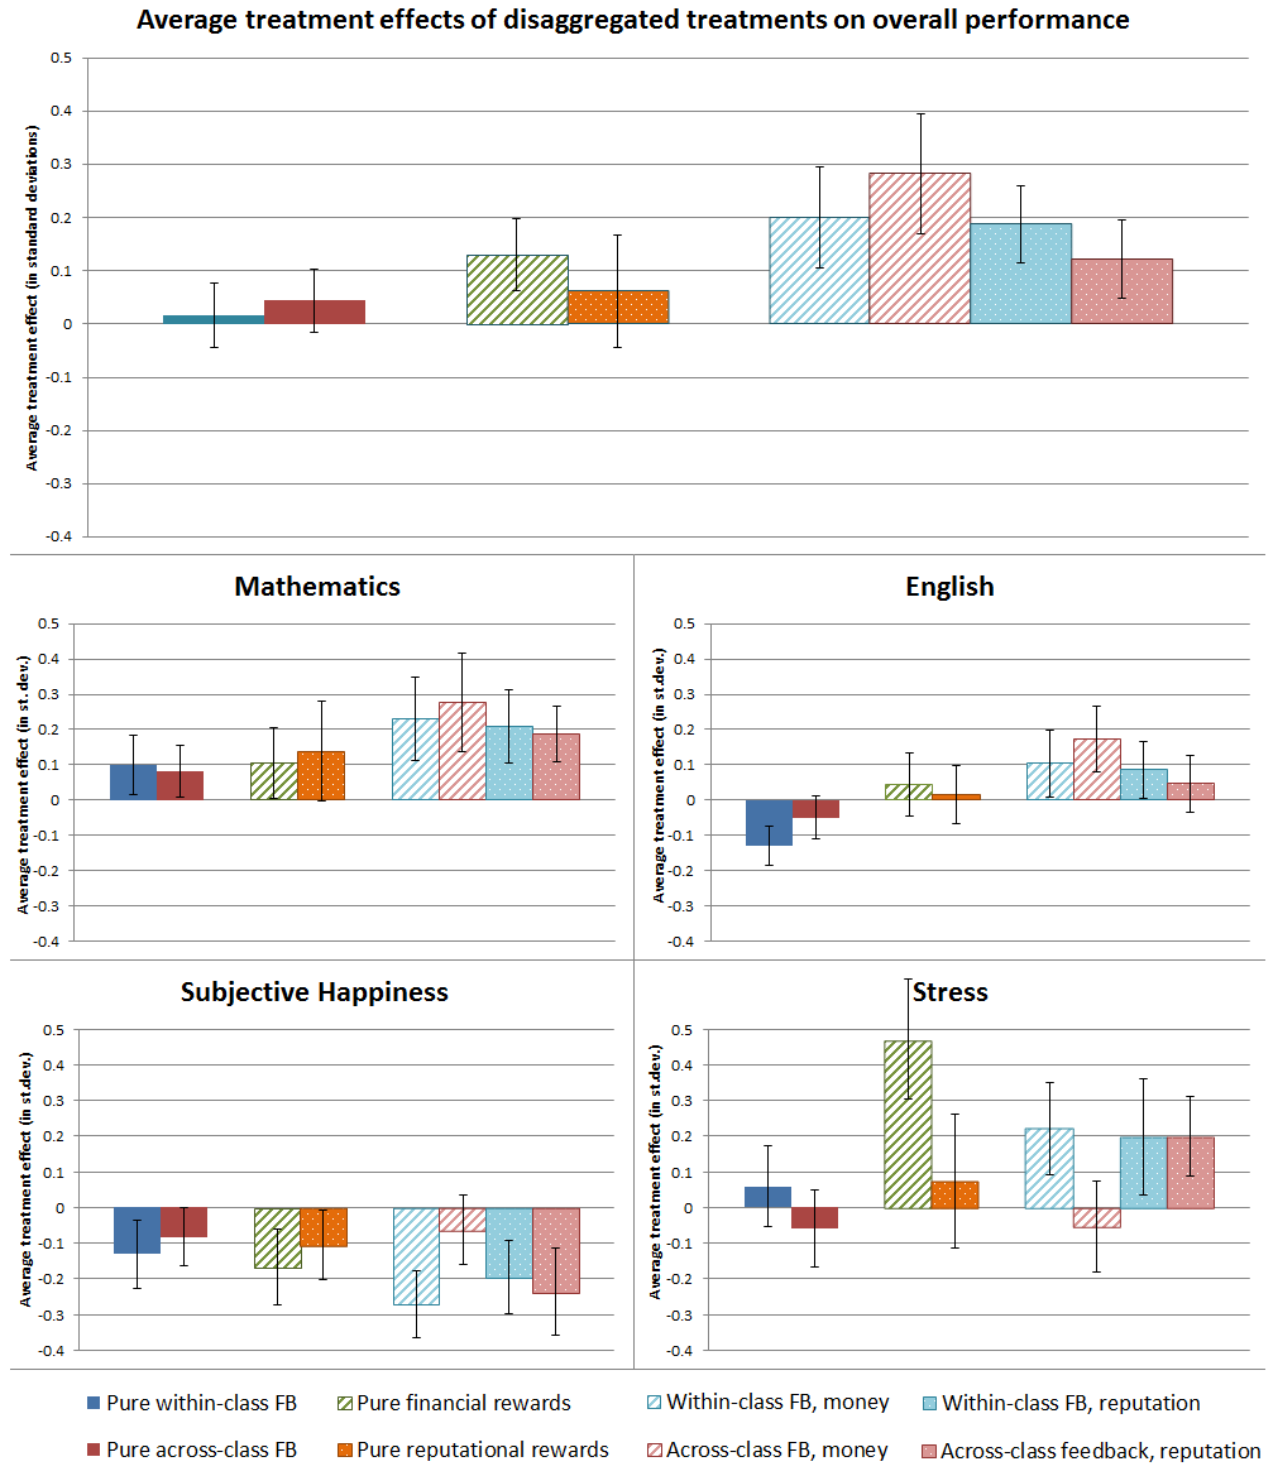 Average treatment effects of disaggregated treatments on overall performance
Average treatment effect (in standard deviations)
0.5
0.4
0.3
0.2
0.1
0
-0.1
-0.2
-0.3
-0.4
Mathematics
Average treatment effect (in st. dev.)
0.5
0.4
0.3
0.2
0.1
0
-0.1
-0.2
-0.3
-0.4
English
Average treatment effect (in st.dev.)
0.5
0.4
0.3
0.2
0.1
0
-0.1
-0.2
-0.3
-0.4
Subjective Happiness
Average treatment effect (in st.dev.)
0.5
0.4
0.3
0.2
0.1
0
-0.1
-0.2
-0.3
-0.4
Stress
Average treatment effect (in st.dev.)
0.5
0.4
0.3
0.2
0.1
0
-0.1
-0.2
-0.3
-0.4
Pure within-class FB
Pure financial rewards
Within-class FB, money
Within-class FB, reputation
Pure across-class FB
Pure reputational rewards
Across-class FB, money
Across-class feedback, reputation